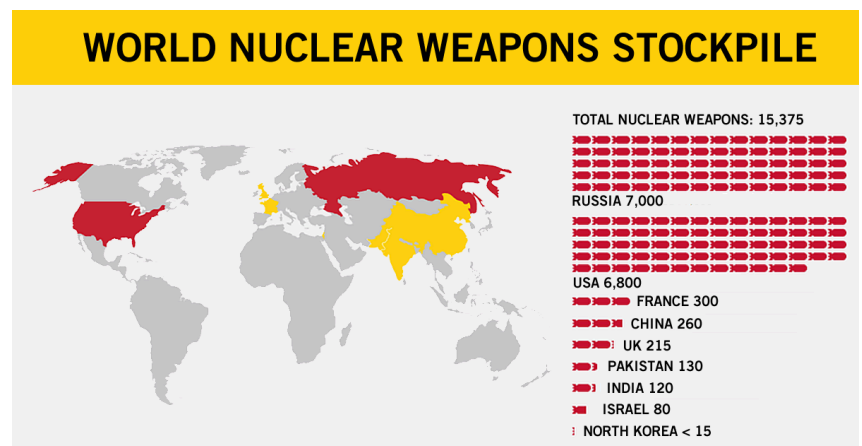 WORLD NUCLEAR WEAPONS STOCKPILE
TOTAL NUCLEAR WEAPONS: 15,375
RUSSIA 7,000
USA 6,800
FRANCE 300
CHINA 260
UK 215
PAKISTAN 130
INDIA 120
ISRAEL 80
NORTH KOREA < 15